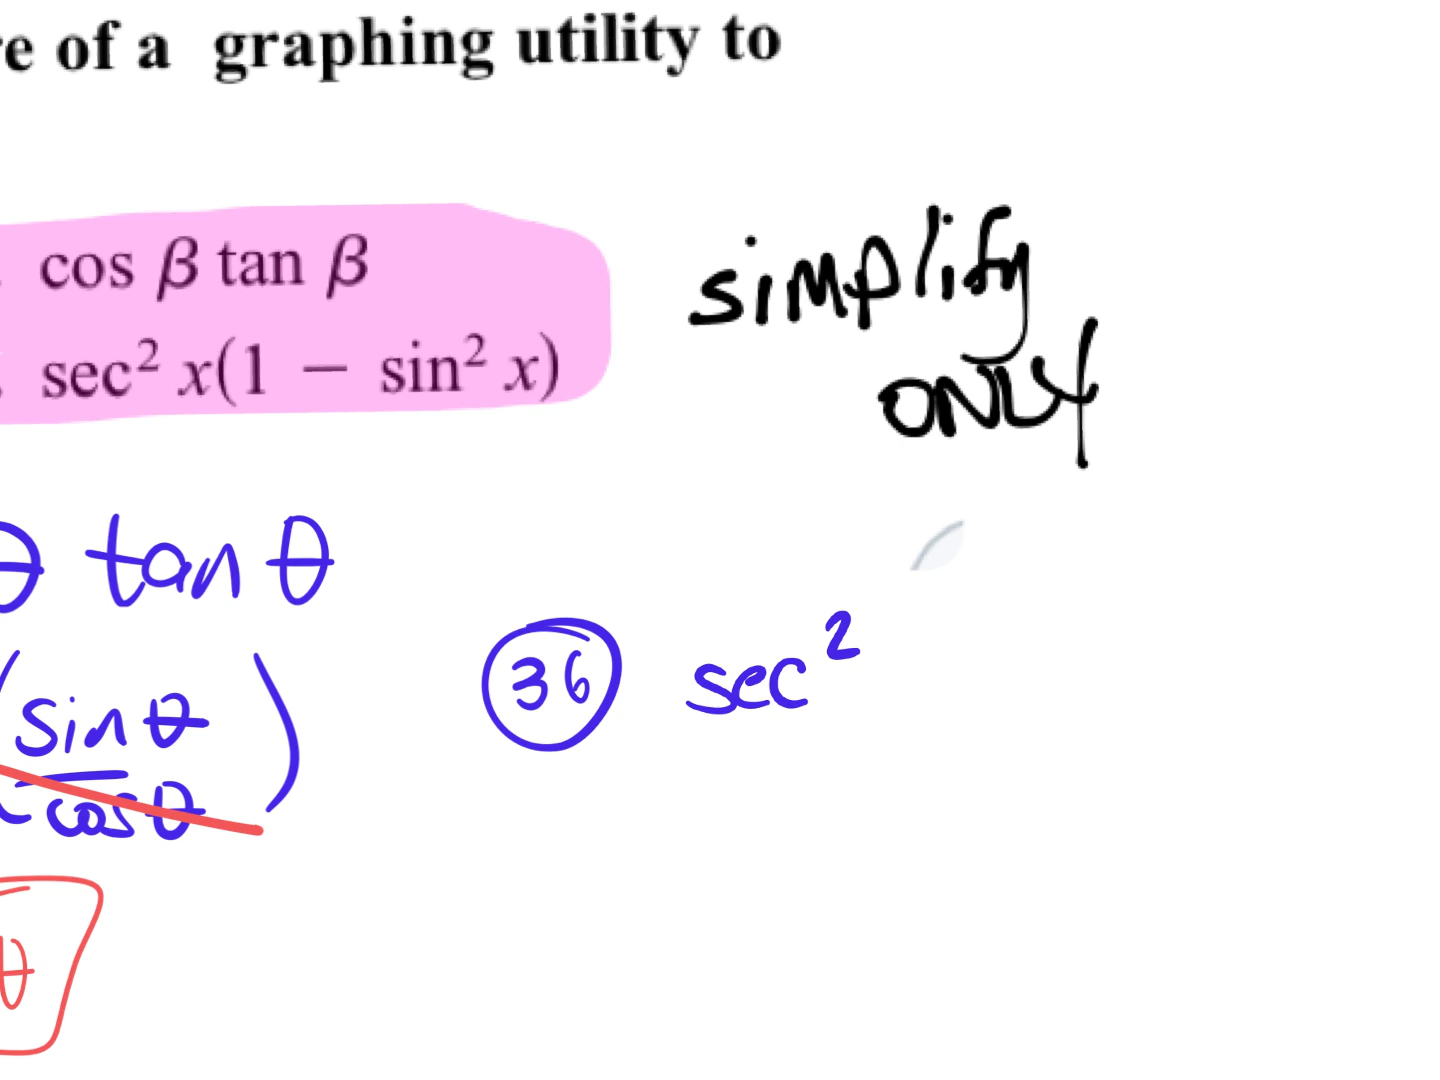 of a graphing utility to
cos β tan β
sec² x(1 − sin² x)
simplify
ONLY
θ tan θ
(sin θ / cos θ)
36 sec²
θ